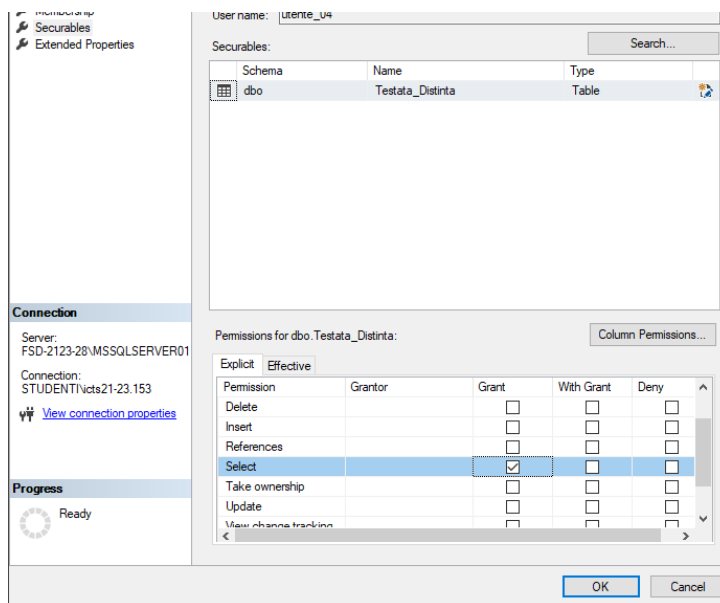 Membership
Securables
Extended Properties
User name: utente_04
Securables:
Search...
Schema Name Type
dbo Testata_Distinta Table
Connection
Server:
FSD-2123-28\MSSQLSERVER01
Connection:
STUDENTI\icts21-23.153
View connection properties
Progress
Ready
Permissions for dbo.Testata_Distinta:
Column Permissions...
Explicit Effective
Permission Grantor Grant With Grant Deny
Delete
Insert
References
Select
Take ownership
Update
View change tracking
OK Cancel